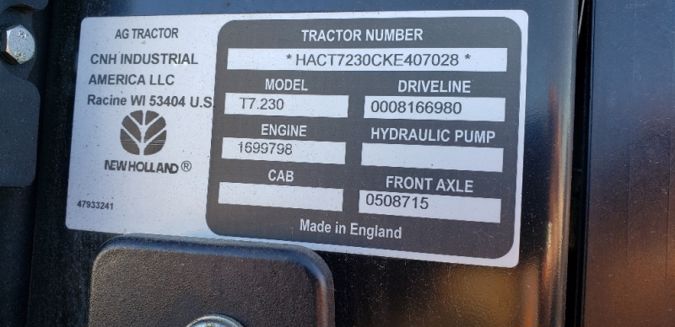 AG TRACTOR
CNH INDUSTRIAL
AMERICA LLC
Racine WI 53404 U.S.
NEW HOLLAND ®
47933241
TRACTOR NUMBER
* HACT7230CKE407028 *
MODEL
T7.230
DRIVELINE
0008166980
ENGINE
1699798
HYDRAULIC PUMP
CAB
FRONT AXLE
0508715
Made in England